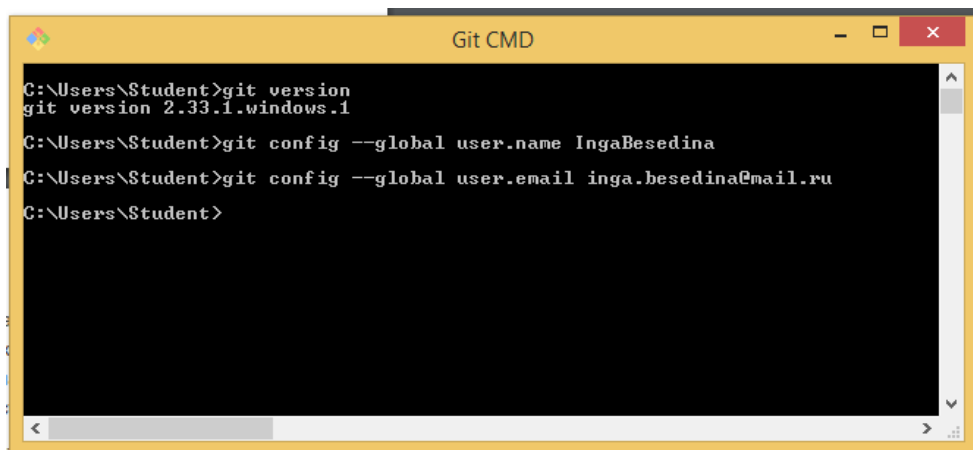 Git CMD
C:\Users\Student>git version
git version 2.33.1.windows.1
C:\Users\Student>git config --global user.name IngaBesedina
C:\Users\Student>git config --global user.email inga.besedina@mail.ru
C:\Users\Student>